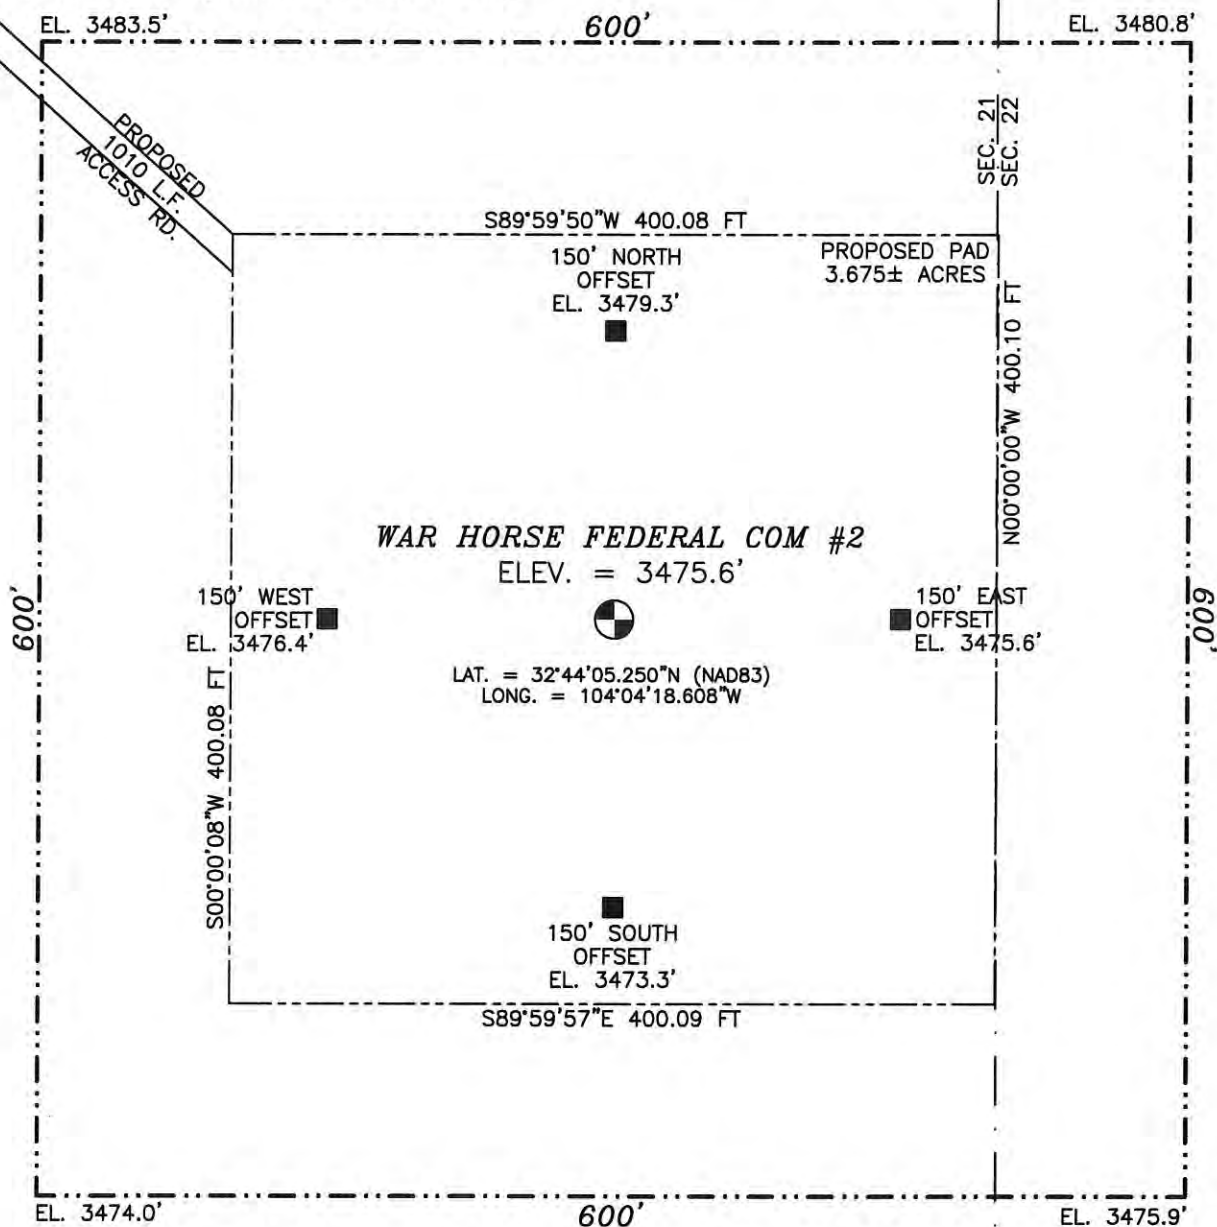 EL. 3483.5'
600'
EL. 3480.8'
PROPOSED
1010 L.F.
ACCESS RD.
SEC. 21
SEC. 22
S89°59'50"W 400.08 FT
150' NORTH
OFFSET
EL. 3479.3'
PROPOSED PAD
3.675± ACRES
N00°00'00"W 400.10 FT
WAR HORSE FEDERAL COM #2
ELEV. = 3475.6'
600'
150' WEST
OFFSET
EL. 3476.4'
150' EAST
OFFSET
EL. 3475.6'
600'
LAT. = 32°44'05.250"N (NAD83)
LONG. = 104°04'18.608"W
S00°00'08"W 400.08 FT
150' SOUTH
OFFSET
EL. 3473.3'
S89°59'57"E 400.09 FT
EL. 3474.0'
600'
EL. 3475.9'